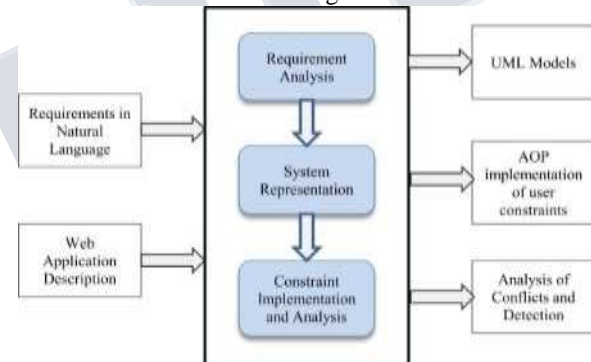 Requirements in
Natural
Language
Web
Application
Description
Requirement
Analysis
System
Representation
Constraint
Implementation
and Analysis
UML Models
AOP
implementation
of user
constraints
Analysis of
Conflicts and
Detection